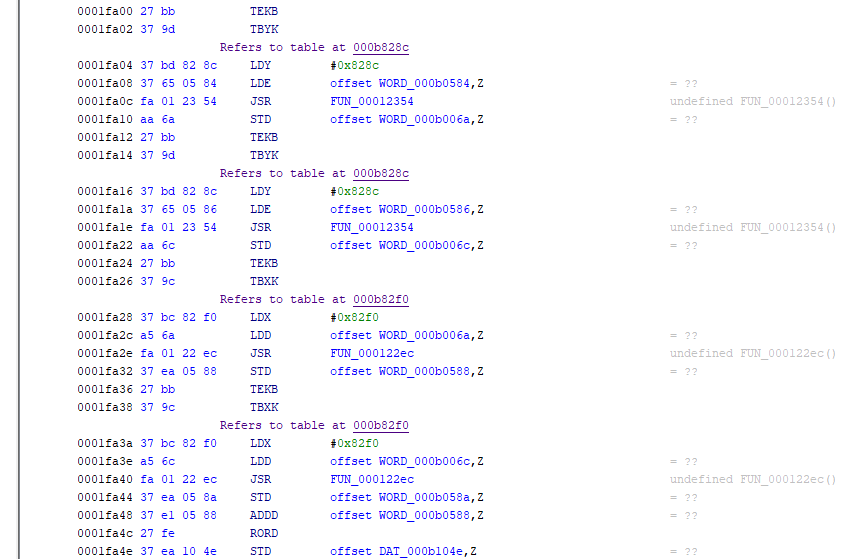 0001fa00 27 bb TEKB
0001fa02 37 9d TBYK
Refers to table at 000b828c
0001fa04 37 bd 82 8c LDY #0x828c
0001fa08 37 65 05 84 LDE offset WORD_000b0584,Z = ??
0001fa0c fa 01 23 54 JSR FUN_00012354 undefined FUN_00012354()
0001fa10 aa 6a STD offset WORD_000b006a,Z = ??
0001fa12 27 bb TEKB
0001fa14 37 9d TBYK
Refers to table at 000b828c
0001fa16 37 bd 82 8c LDY #0x828c
0001fa1a 37 65 05 86 LDE offset WORD_000b0586,Z = ??
0001fa1e fa 01 23 54 JSR FUN_00012354 undefined FUN_00012354()
0001fa22 aa 6c STD offset WORD_000b006c,Z = ??
0001fa24 27 bb TEKB
0001fa26 37 9c TBXK
Refers to table at 000b82f0
0001fa28 37 bc 82 f0 LDX #0x82f0
0001fa2c a5 6a LDD offset WORD_000b006a,Z = ??
0001fa2e fa 01 22 ec JSR FUN_000122ec undefined FUN_000122ec()
0001fa32 37 ea 05 88 STD offset WORD_000b0588,Z = ??
0001fa36 27 bb TEKB
0001fa38 37 9c TBXK
Refers to table at 000b82f0
0001fa3a 37 bc 82 f0 LDX #0x82f0
0001fa3e a5 6c LDD offset WORD_000b006c,Z = ??
0001fa40 fa 01 22 ec JSR FUN_000122ec undefined FUN_000122ec()
0001fa44 37 ea 05 8a STD offset WORD_000b058a,Z = ??
0001fa48 37 e1 05 88 ADDD offset WORD_000b0588,Z = ??
0001fa4c 27 fe RORD
0001fa4e 37 ea 10 4e STD offset DAT_000b104e,Z = ??